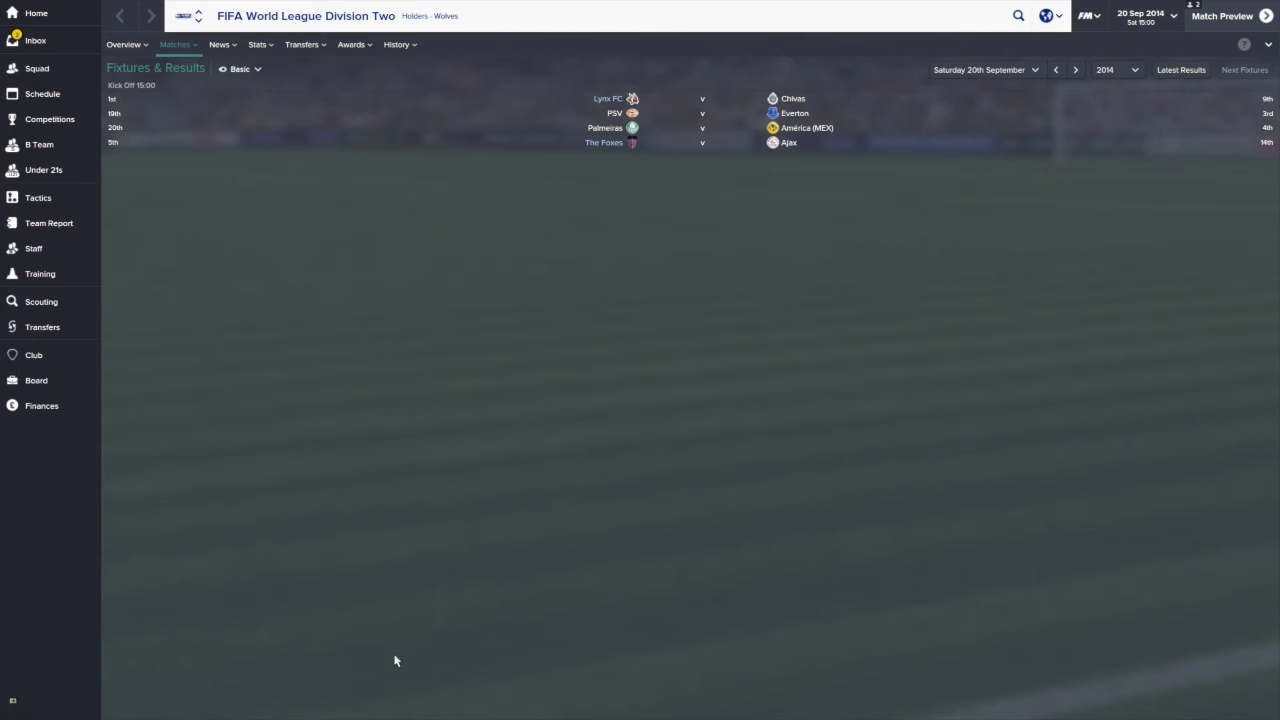 Home
FIFA World League Division Two Holders - Wolves
FM
20 Sep 2014
Sat 15:00
2
Match Preview
2
Inbox
Overview Matches News Stats Transfers Awards History
?
Squad
Fixtures & Results Basic
Saturday 20th September 2014 Latest Results Next Fixtures
Kick Off 15:00
Schedule
1st Lynx FC v Chivas 9th
19th PSV v Everton 3rd
Competitions
20th Palmeiras v América (MEX) 4th
5th The Foxes v Ajax 14th
B Team
Under 21s
Tactics
Team Report
Staff
Training
Scouting
Transfers
Club
Board
Finances